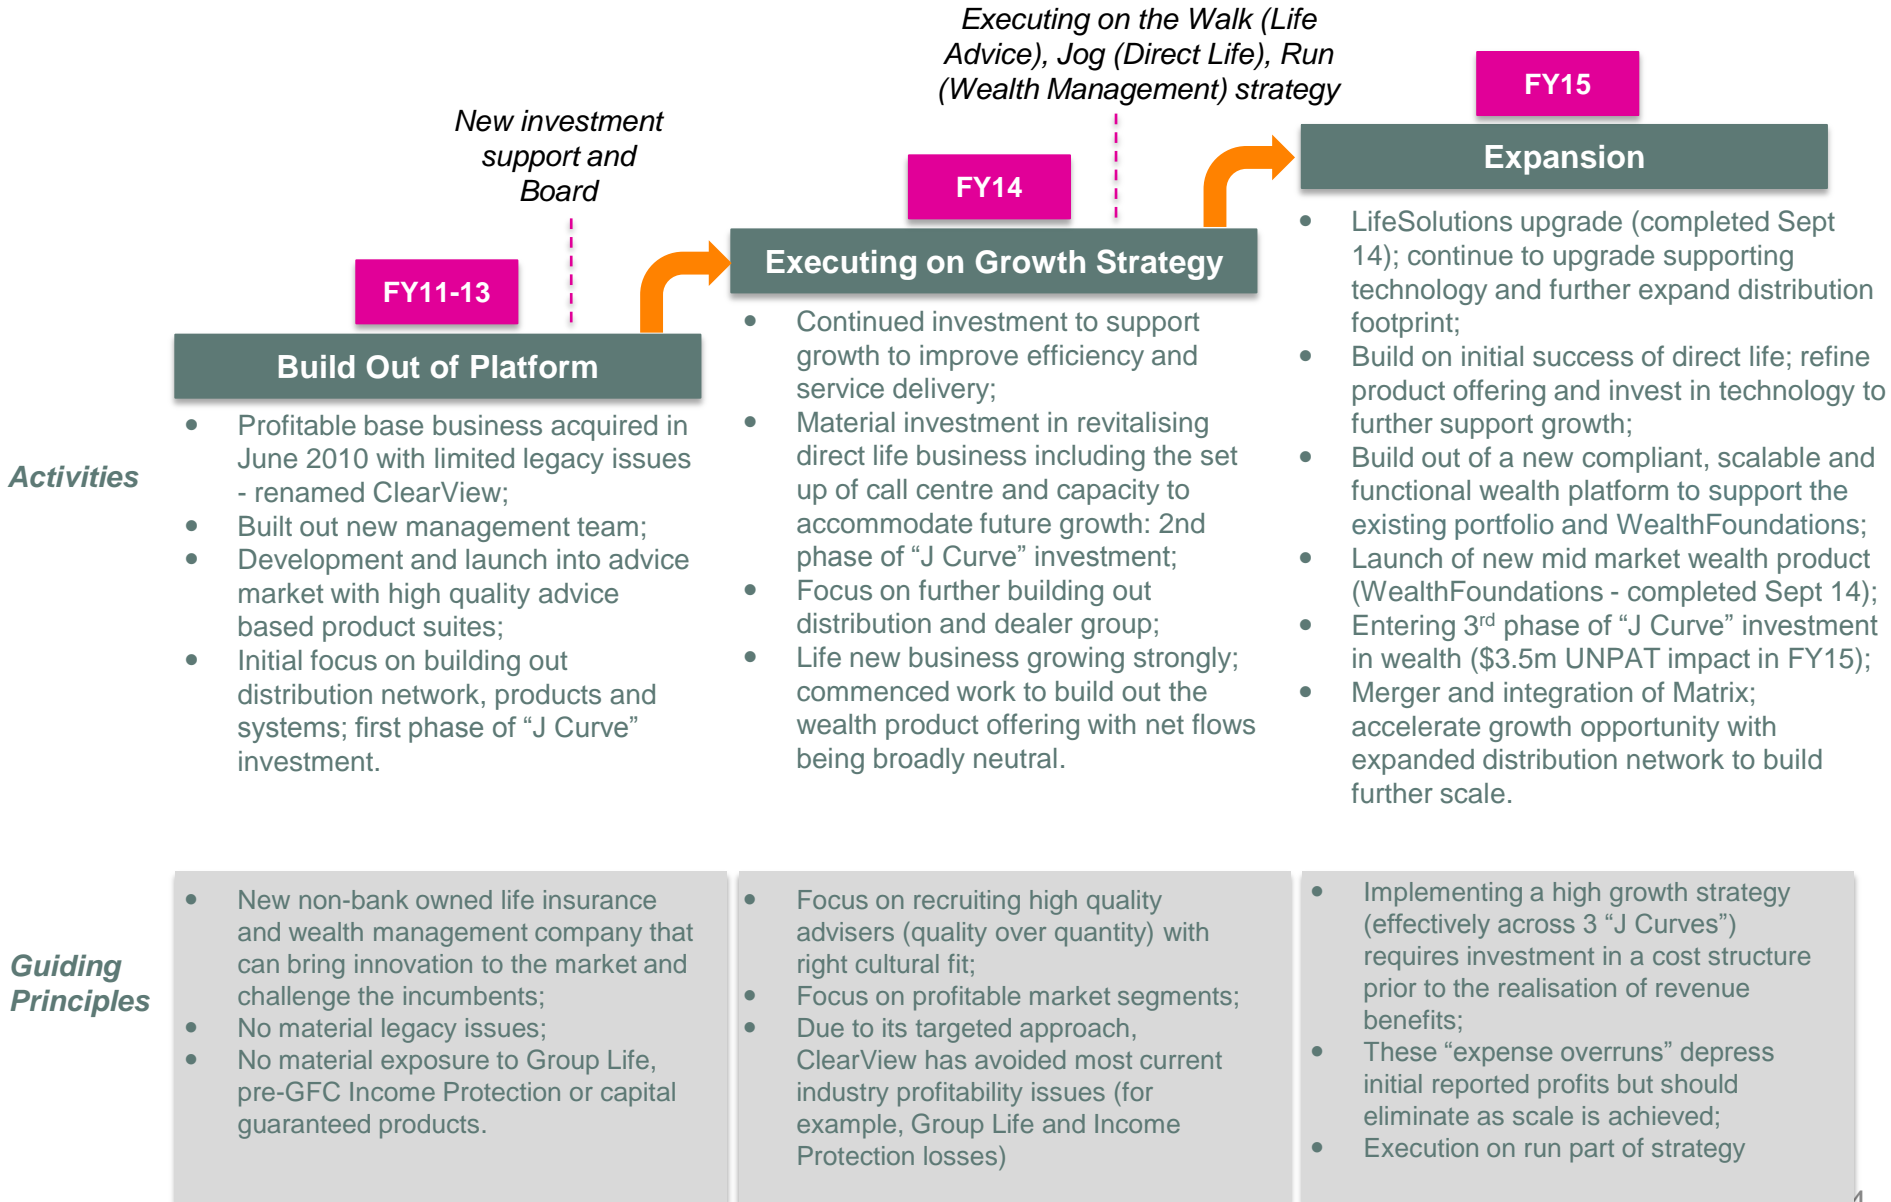 Executing on the Walk (Life
Advice), Jog (Direct Life), Run
(Wealth Management) strategy
New investment
support and
Board
FY11-13
Build Out of Platform
FY14
Executing on Growth Strategy
FY15
Expansion
Activities
• Profitable base business acquired in
June 2010 with limited legacy issues
- renamed ClearView;
• Built out new management team;
• Development and launch into advice
market with high quality advice
based product suites;
• Initial focus on building out
distribution network, products and
systems; first phase of “J Curve”
investment.
• Continued investment to support
growth to improve efficiency and
service delivery;
• Material investment in revitalising
direct life business including the set
up of call centre and capacity to
accommodate future growth: 2nd
phase of “J Curve” investment;
• Focus on further building out
distribution and dealer group;
• Life new business growing strongly;
commenced work to build out the
wealth product offering with net flows
being broadly neutral.
• LifeSolutions upgrade (completed Sept
14); continue to upgrade supporting
technology and further expand distribution
footprint;
• Build on initial success of direct life; refine
product offering and invest in technology to
further support growth;
• Build out of a new compliant, scalable and
functional wealth platform to support the
existing portfolio and WealthFoundations;
• Launch of new mid market wealth product
(WealthFoundations - completed Sept 14);
• Entering 3rd phase of “J Curve” investment
in wealth ($3.5m UNPAT impact in FY15);
• Merger and integration of Matrix;
accelerate growth opportunity with
expanded distribution network to build
further scale.
Guiding
Principles
• New non-bank owned life insurance
and wealth management company that
can bring innovation to the market and
challenge the incumbents;
• No material legacy issues;
• No material exposure to Group Life,
pre-GFC Income Protection or capital
guaranteed products.
• Focus on recruiting high quality
advisers (quality over quantity) with
right cultural fit;
• Focus on profitable market segments;
• Due to its targeted approach,
ClearView has avoided most current
industry profitability issues (for
example, Group Life and Income
Protection losses)
• Implementing a high growth strategy
(effectively across 3 “J Curves”)
requires investment in a cost structure
prior to the realisation of revenue
benefits;
• These “expense overruns” depress
initial reported profits but should
eliminate as scale is achieved;
• Execution on run part of strategy